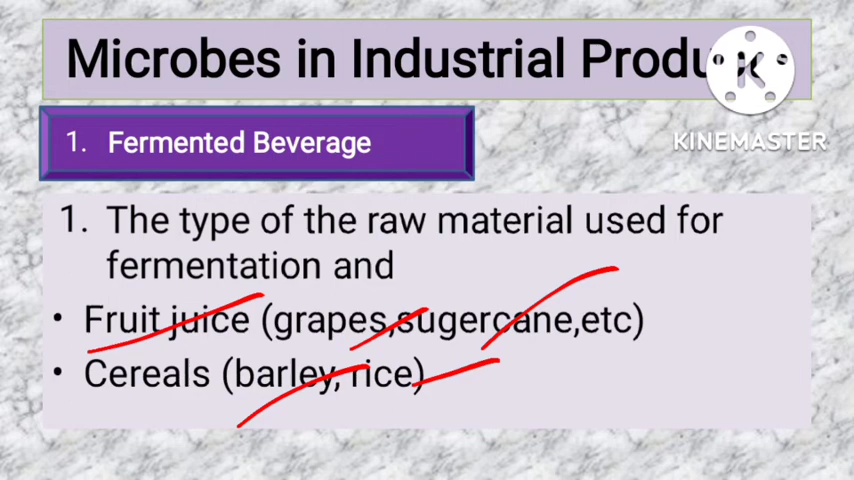 Microbes in Industrial Produ
KINEMASTER
1. Fermented Beverage
1. The type of the raw material used for
fermentation and
• Fruit juice (grapes,sugercane,etc)
• Cereals (barley, rice)